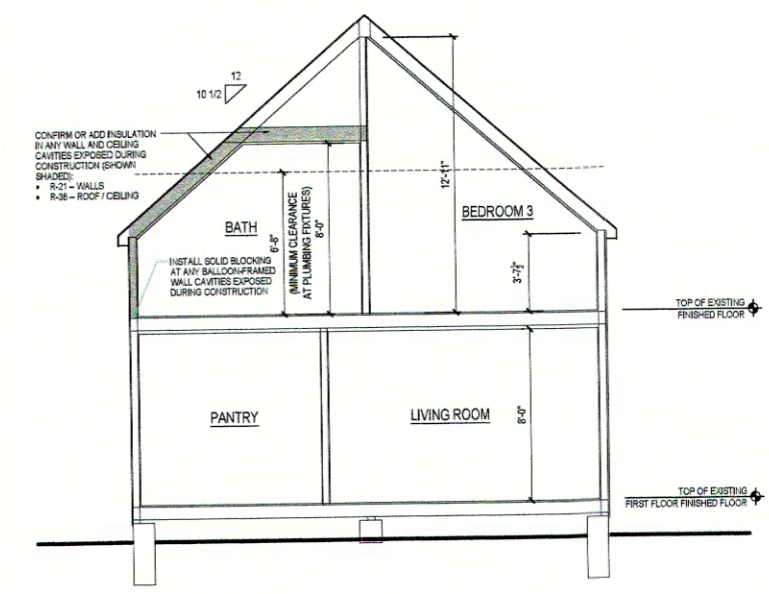 12
10 1/2
CONFIRM OR ADD INSULATION
IN ANY WALL AND CEILING
CAVITIES EXPOSED DURING
CONSTRUCTION (SHOWN
SHADED):
• R-21 – WALLS
• R-38 – ROOF / CEILING
12'-11"
BATH
6'-8"
(MINIMUM CLEARANCE
AT PLUMBING FIXTURES)
8'-0"
BEDROOM 3
3'-7½"
INSTALL SOLID BLOCKING
AT ANY BALLOON-FRAMED
WALL CAVITIES EXPOSED
DURING CONSTRUCTION
TOP OF EXISTING
FINISHED FLOOR
PANTRY
LIVING ROOM
8'-0"
TOP OF EXISTING
FIRST FLOOR FINISHED FLOOR